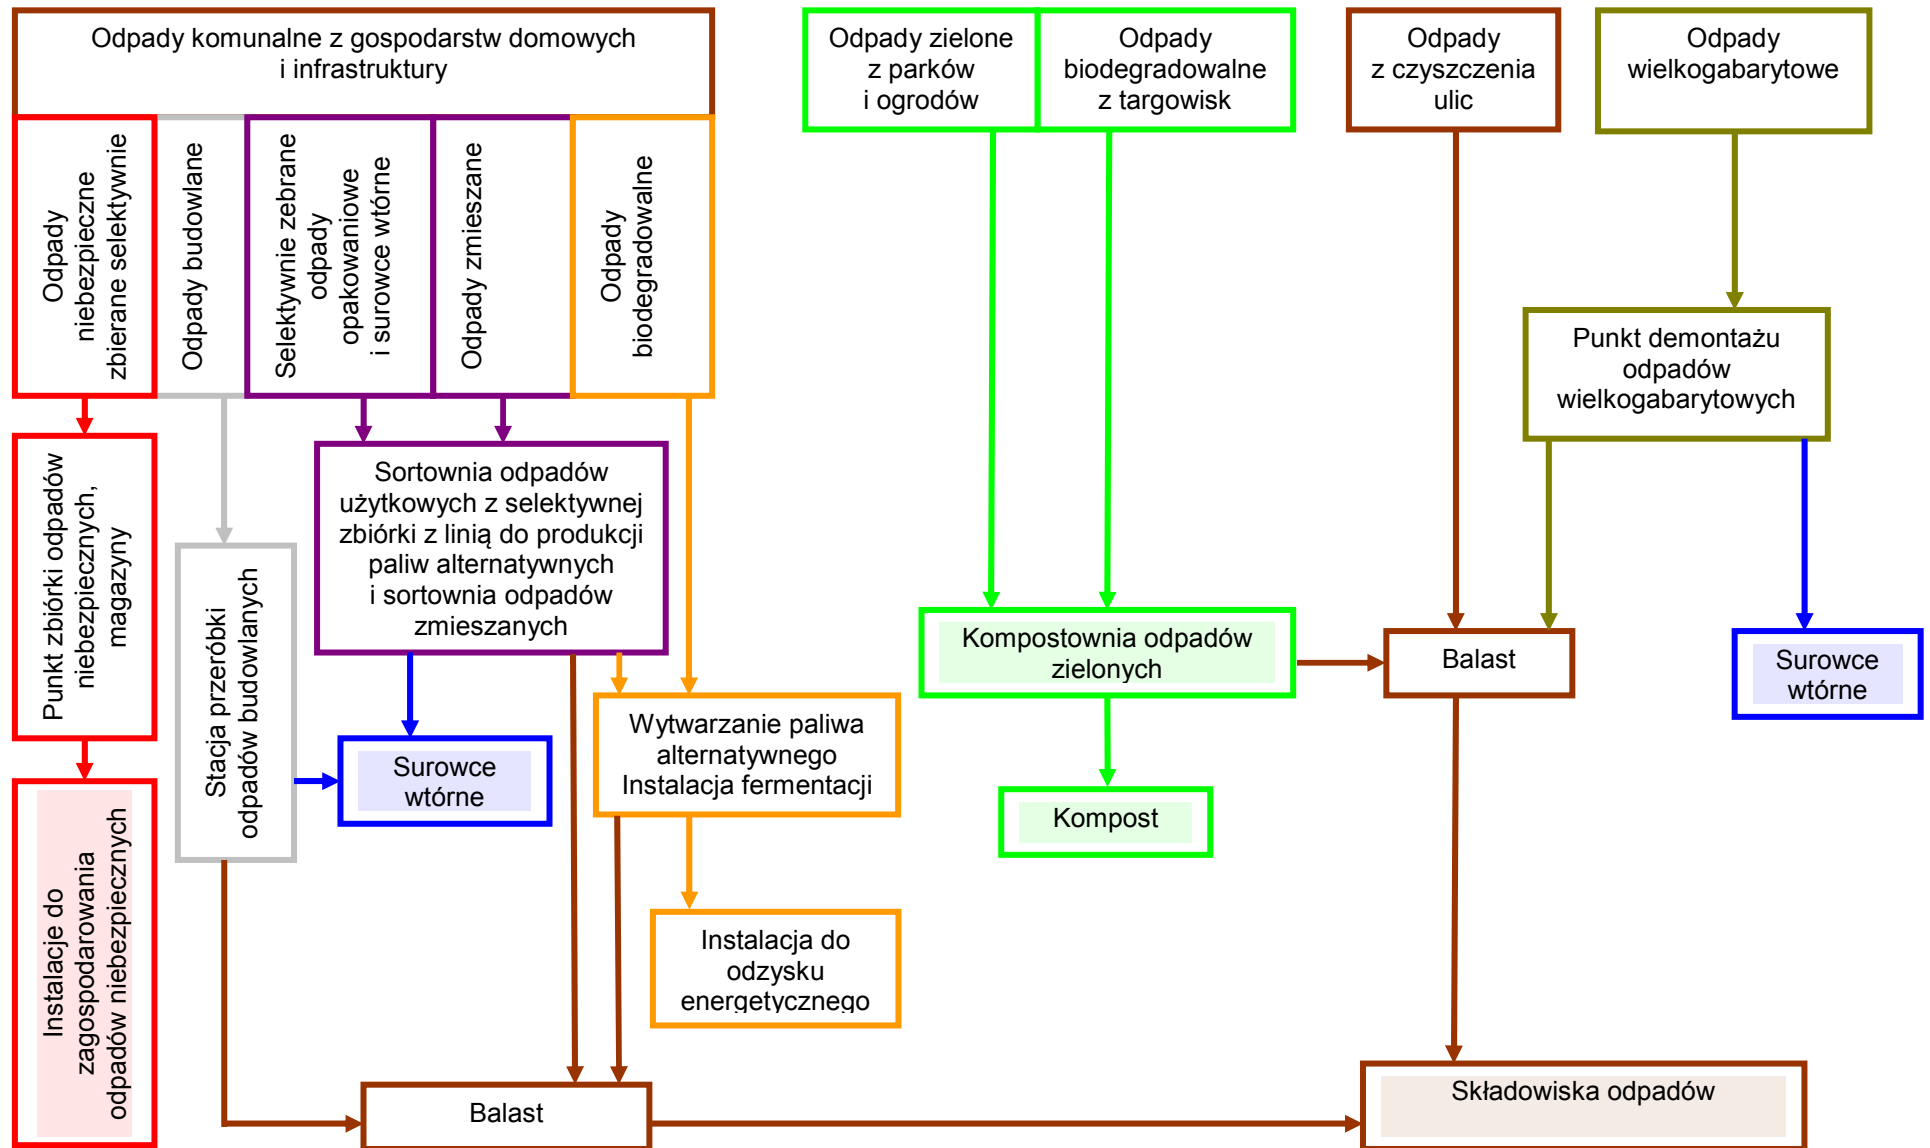 Odpady komunalne z gospodarstw domowych
i infrastruktury
Odpady zielone
z parków
i ogrodów
Odpady
biodegradowalne
z targowisk
Odpady
z czyszczenia
ulic
Odpady
wielkogabarytowe
Odpady
niebezpieczne
zbierane selektywnie
Odpady budowlane
Selektywnie zebrane
odpady
opakowaniowe
i surowce wtórne
Odpady zmieszane
Odpady
biodegradowalne
Punkt demontażu
odpadów
wielkogabarytowych
Punkt zbiórki odpadów
niebezpiecznych,
magazyny
Stacja przeróbki
odpadów budowlanych
Sortownia odpadów
użytkowych z selektywnej
zbiórki z linią do produkcji
paliw alternatywnych
i sortownia odpadów
zmieszanych
Kompostownia odpadów
zielonych
Balast
Surowce
wtórne
Surowce
wtórne
Wytwarzanie paliwa
alternatywnego
Instalacja fermentacji
Kompost
Instalacje do
zagospodarowania
odpadów niebezpiecznych
Instalacja do
odzysku
energetycznego
Balast
Składowiska odpadów